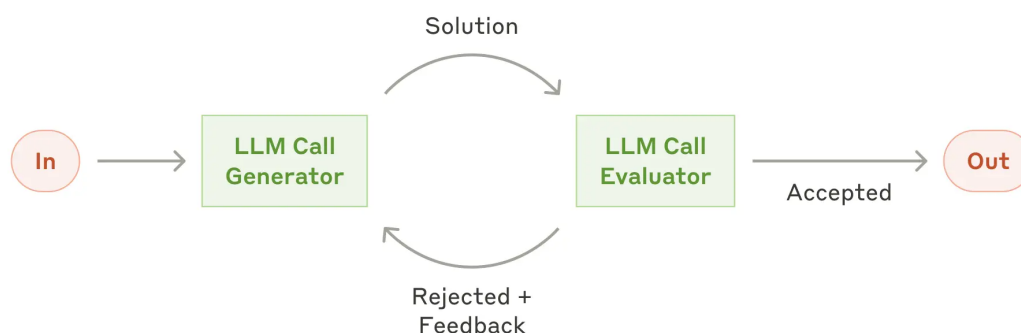 Solution
In
LLM Call
Generator
LLM Call
Evaluator
Accepted
Out
Rejected +
Feedback